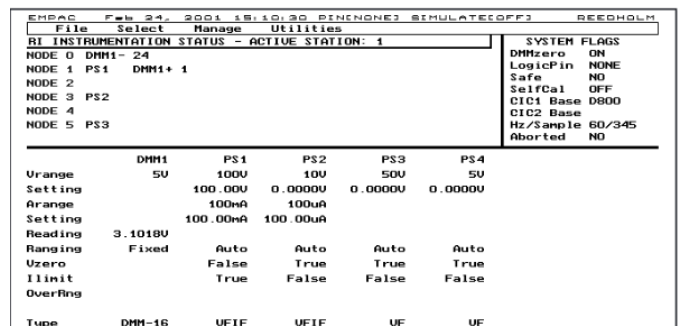 EMPAC Feb 24, 2001 15:10:30 PIN[NONE] SIMULATE[OFF] REEDHOLM
File Select Manage Utilities
RI INSTRUMENTATION STATUS - ACTIVE STATION: 1
NODE 0 DMM1- 24
NODE 1 PS1 DMM1+ 1
NODE 2
NODE 3 PS2
NODE 4
NODE 5 PS3
SYSTEM FLAGS
DMMzero ON
LogicPin NONE
Safe NO
SelfCal OFF
CIC1 Base D800
CIC2 Base
Hz/Sample 60/345
Aborted NO
DMM1 PS1 PS2 PS3 PS4
Vrange 5V 100V 10V 50V 5V
Setting 100.00V 0.0000V 0.0000V 0.0000V
Arange 100mA 100uA
Setting 100.00mA 100.00uA
Reading 3.1018V
Ranging Fixed Auto Auto Auto Auto
Vzero False True True True
Ilimit True False False False
OverRng
Type DMM-16 VFIF VFIF VF VF